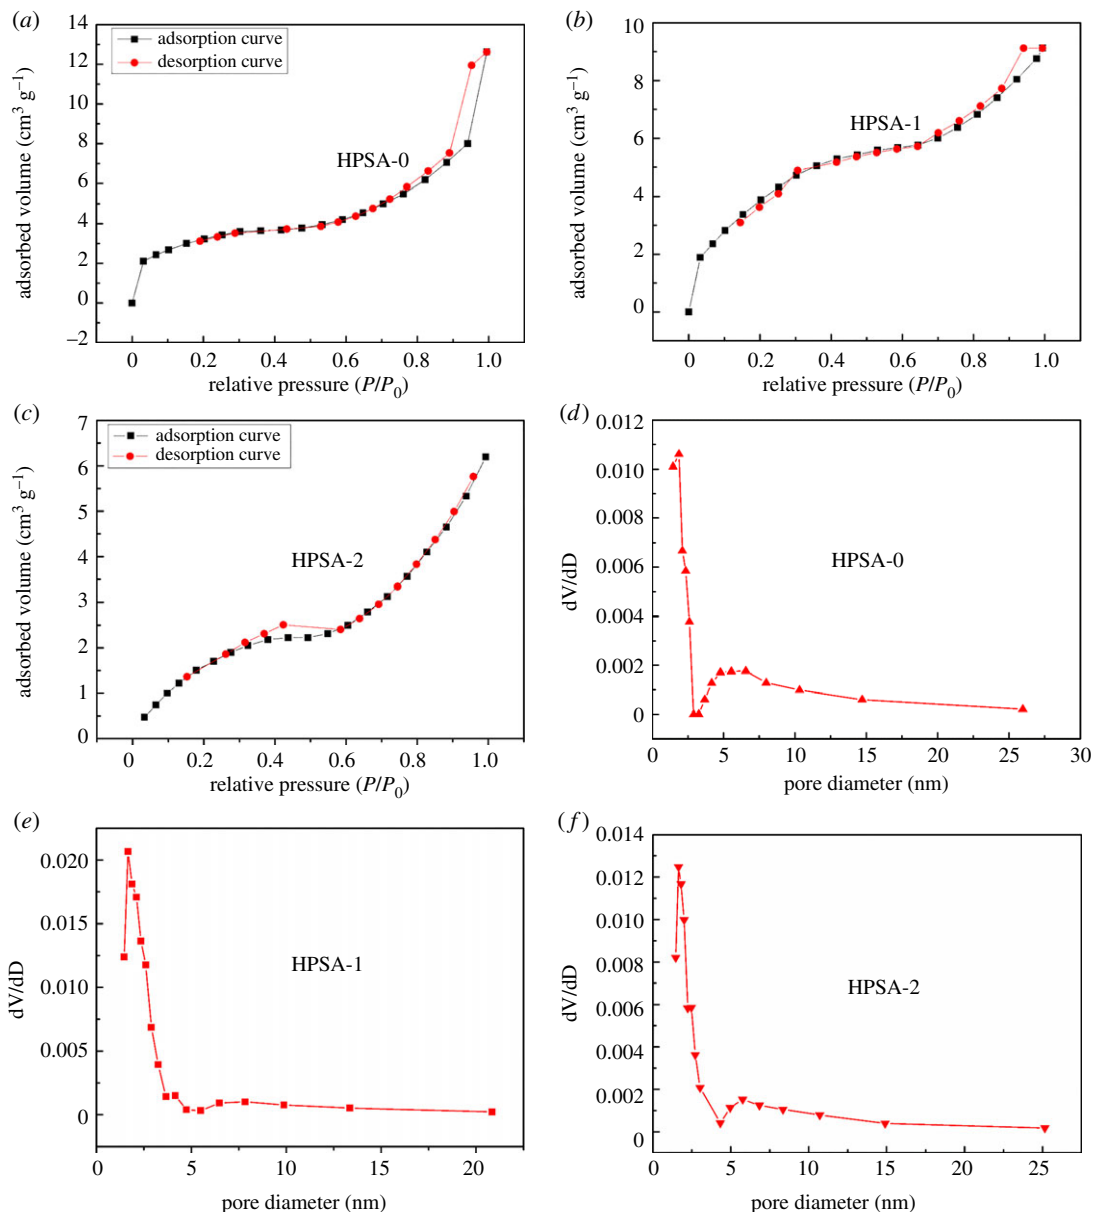 (a)
14
12
10
8
6
4
2
0
−2
adsorbed volume (cm³ g⁻¹)
adsorption curve
desorption curve
HPSA-0
0 0.2 0.4 0.6 0.8 1.0
relative pressure (P/P₀)
(b)
10
8
6
4
2
0
adsorbed volume (cm³ g⁻¹)
HPSA-1
0 0.2 0.4 0.6 0.8 1.0
relative pressure (P/P₀)
(c)
7
6
5
4
3
2
1
0
adsorbed volume (cm³ g⁻¹)
adsorption curve
desorption curve
HPSA-2
0 0.2 0.4 0.6 0.8 1.0
relative pressure (P/P₀)
(d)
0.012
0.010
0.008
0.006
0.004
0.002
0
dV/dD
HPSA-0
0 5 10 15 20 25 30
pore diameter (nm)
(e)
0.020
0.015
0.010
0.005
0
dV/dD
HPSA-1
0 5 10 15 20
pore diameter (nm)
(f)
0.014
0.012
0.010
0.008
0.006
0.004
0.002
0
dV/dD
HPSA-2
0 5 10 15 20 25
pore diameter (nm)